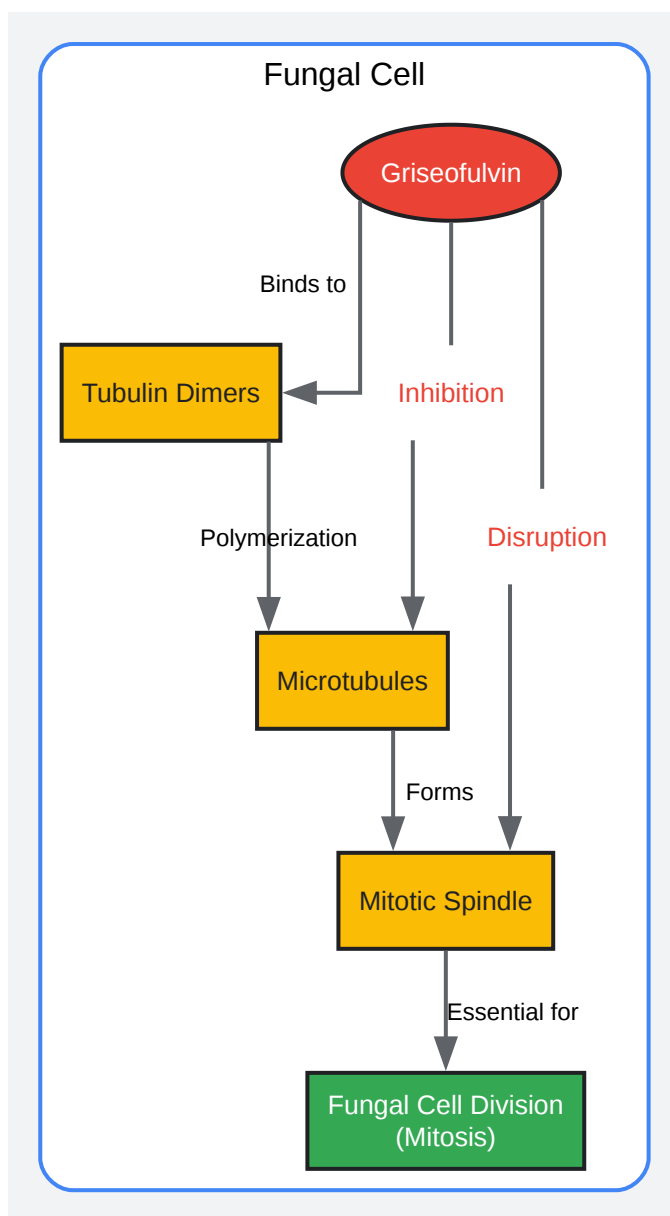 Fungal Cell
Griseofulvin
Binds to
Tubulin Dimers
Inhibition
Polymerization
Disruption
Microtubules
Forms
Mitotic Spindle
Essential for
Fungal Cell Division
(Mitosis)